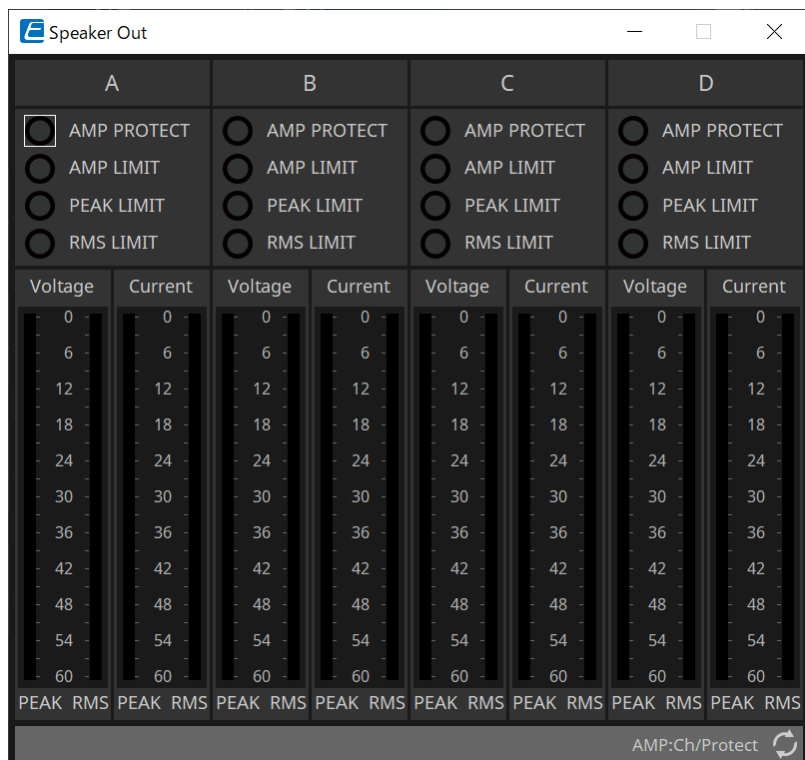 Speaker Out
A B C D
AMP PROTECT AMP PROTECT AMP PROTECT AMP PROTECT
AMP LIMIT AMP LIMIT AMP LIMIT AMP LIMIT
PEAK LIMIT PEAK LIMIT PEAK LIMIT PEAK LIMIT
RMS LIMIT RMS LIMIT RMS LIMIT RMS LIMIT
Voltage Current Voltage Current Voltage Current Voltage Current
0 0 0 0 0 0 0 0
6 6 6 6 6 6 6 6
12 12 12 12 12 12 12 12
18 18 18 18 18 18 18 18
24 24 24 24 24 24 24 24
30 30 30 30 30 30 30 30
36 36 36 36 36 36 36 36
42 42 42 42 42 42 42 42
48 48 48 48 48 48 48 48
54 54 54 54 54 54 54 54
60 60 60 60 60 60 60 60
PEAK RMS PEAK RMS PEAK RMS PEAK RMS PEAK RMS PEAK RMS PEAK RMS PEAK RMS
AMP:Ch/Protect